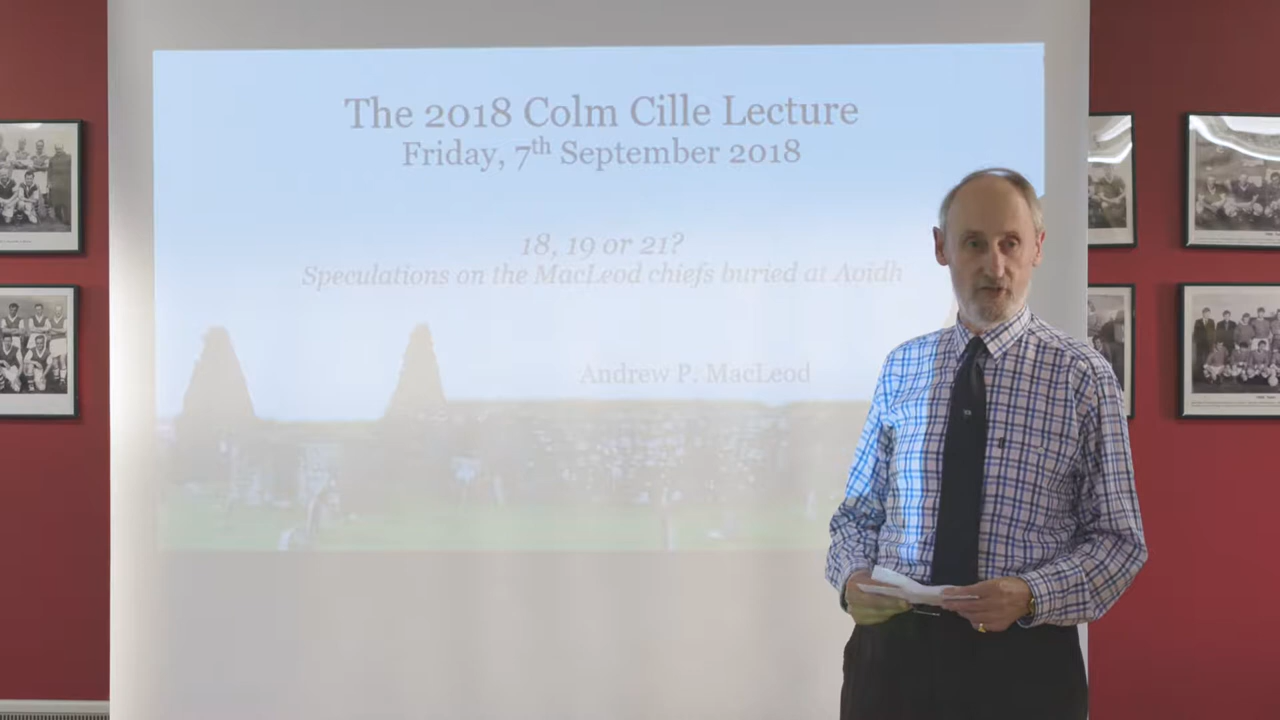 The 2018 Colm Cille Lecture
Friday, 7th September 2018
18, 19 or 21?
Speculations on the MacLeod chiefs buried at Aoidh
Andrew P. MacLeod